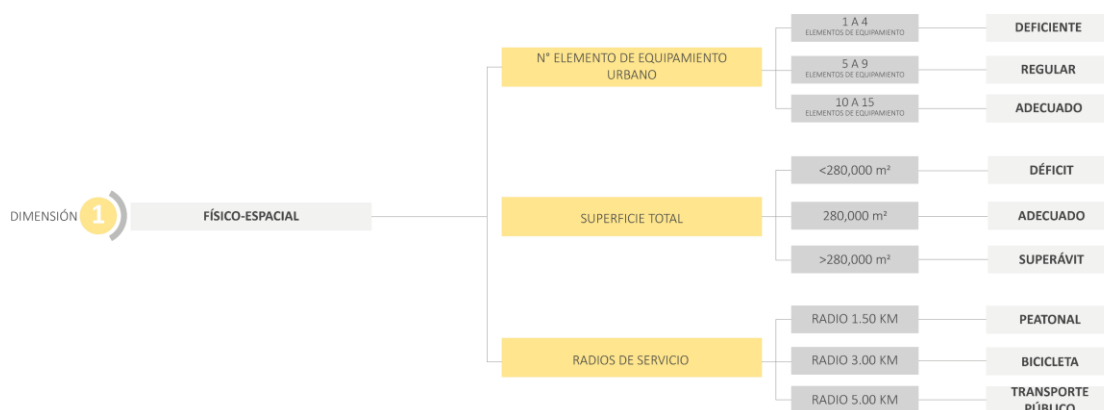 DIMENSIÓN 1 FÍSICO-ESPACIAL
N° ELEMENTO DE EQUIPAMIENTO
URBANO
1 A 4
ELEMENTOS DE EQUIPAMIENTO
DEFICIENTE
5 A 9
ELEMENTOS DE EQUIPAMIENTO
REGULAR
10 A 15
ELEMENTOS DE EQUIPAMIENTO
ADECUADO
SUPERFICIE TOTAL
<280,000 m²
DÉFICIT
280,000 m²
ADECUADO
>280,000 m²
SUPERÁVIT
RADIOS DE SERVICIO
RADIO 1.50 KM
PEATONAL
RADIO 3.00 KM
BICICLETA
RADIO 5.00 KM
TRANSPORTE
PÚBLICO